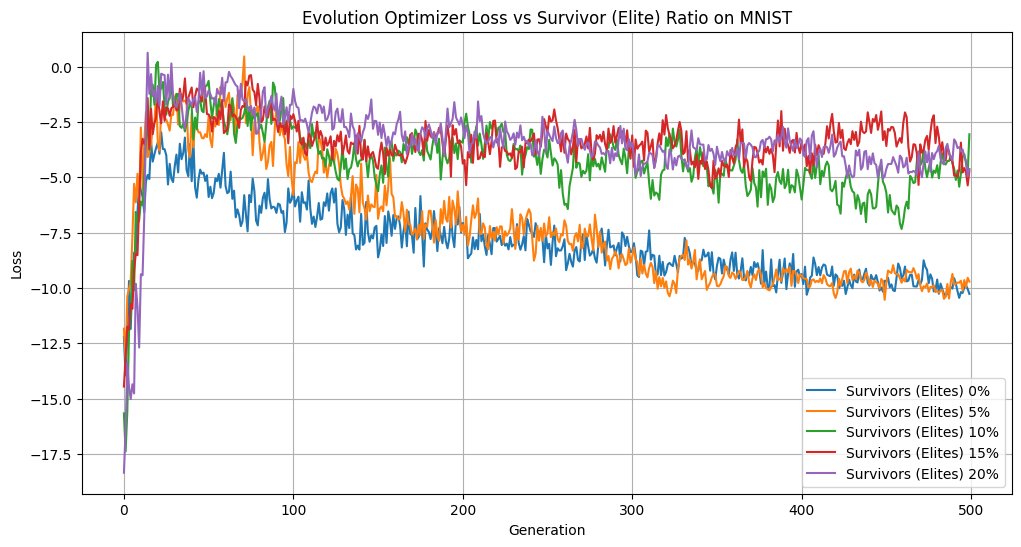 Evolution Optimizer Loss vs Survivor (Elite) Ratio on MNIST
0.0
−2.5
−5.0
−7.5
−10.0
−12.5
−15.0
−17.5
Loss
0
100
200
300
400
500
Generation
Survivors (Elites) 0%
Survivors (Elites) 5%
Survivors (Elites) 10%
Survivors (Elites) 15%
Survivors (Elites) 20%